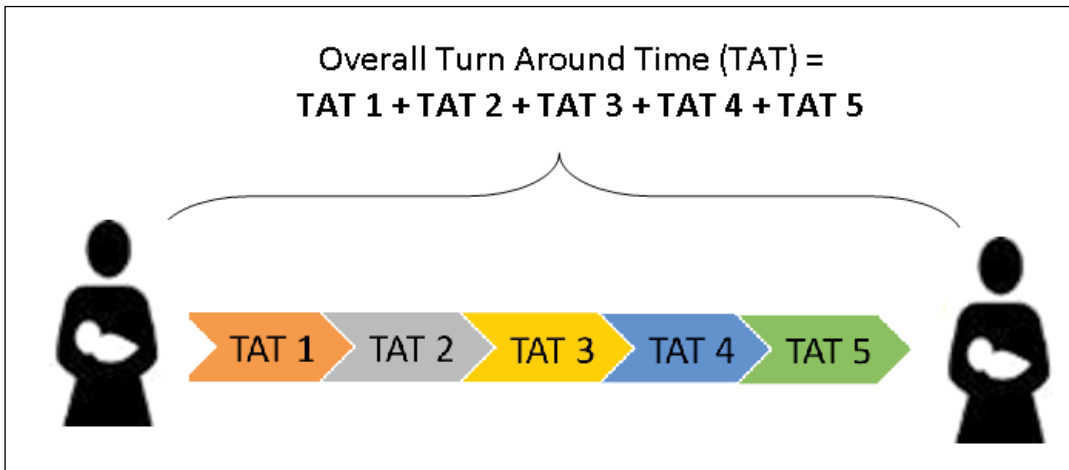 Overall Turn Around Time (TAT) =
TAT 1 + TAT 2 + TAT 3 + TAT 4 + TAT 5
TAT 1 TAT 2 TAT 3 TAT 4 TAT 5